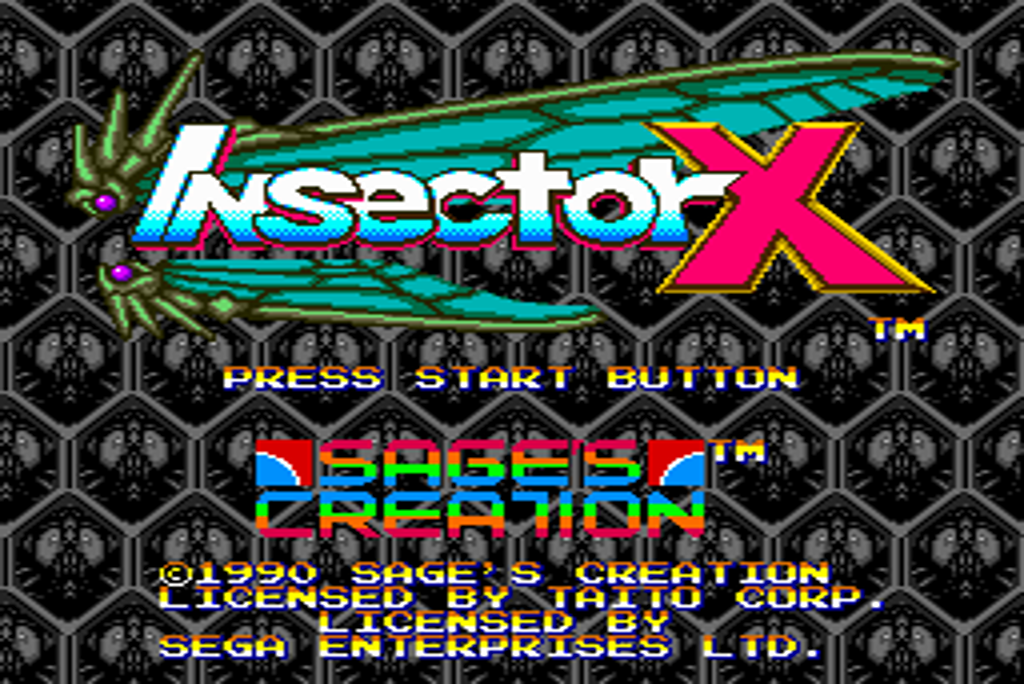 Insector X
TM
PRESS START BUTTON
SAGE'S TM
CREATION
©1990 SAGE'S CREATION
LICENSED BY TAITO CORP.
LICENSED BY
SEGA ENTERPRISES LTD.